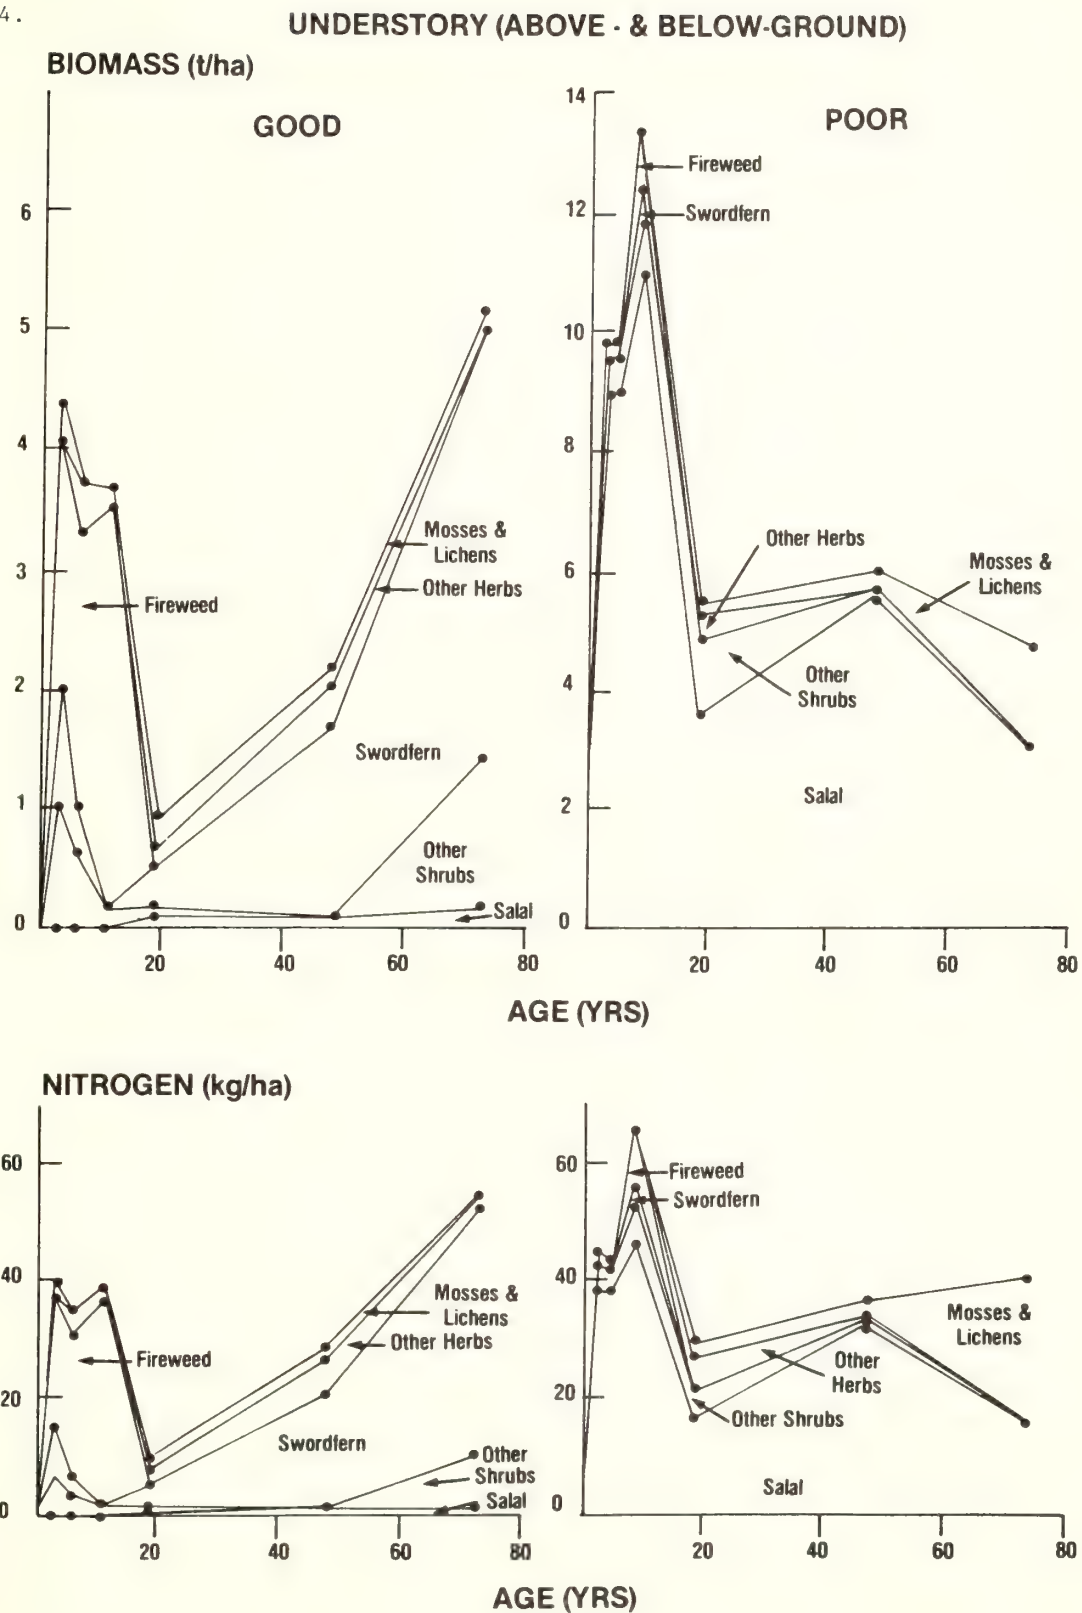 4.
UNDERSTORY (ABOVE - & BELOW-GROUND)
BIOMASS (t/ha)
GOOD
6
5
4
3
2
1
0
Fireweed
Mosses &
Lichens
Other Herbs
Swordfern
Other
Shrubs
Salal
20
40
60
80
POOR
14
12
10
8
6
4
2
0
Fireweed
Swordfern
Other Herbs
Mosses &
Lichens
Other
Shrubs
Salal
20
40
60
80
AGE (YRS)
NITROGEN (kg/ha)
60
40
20
0
Fireweed
Mosses &
Lichens
Other Herbs
Swordfern
Other
Shrubs
Salal
20
40
60
80
60
40
20
0
Fireweed
Swordfern
Mosses &
Lichens
Other
Herbs
Other Shrubs
Salal
20
40
60
80
AGE (YRS)